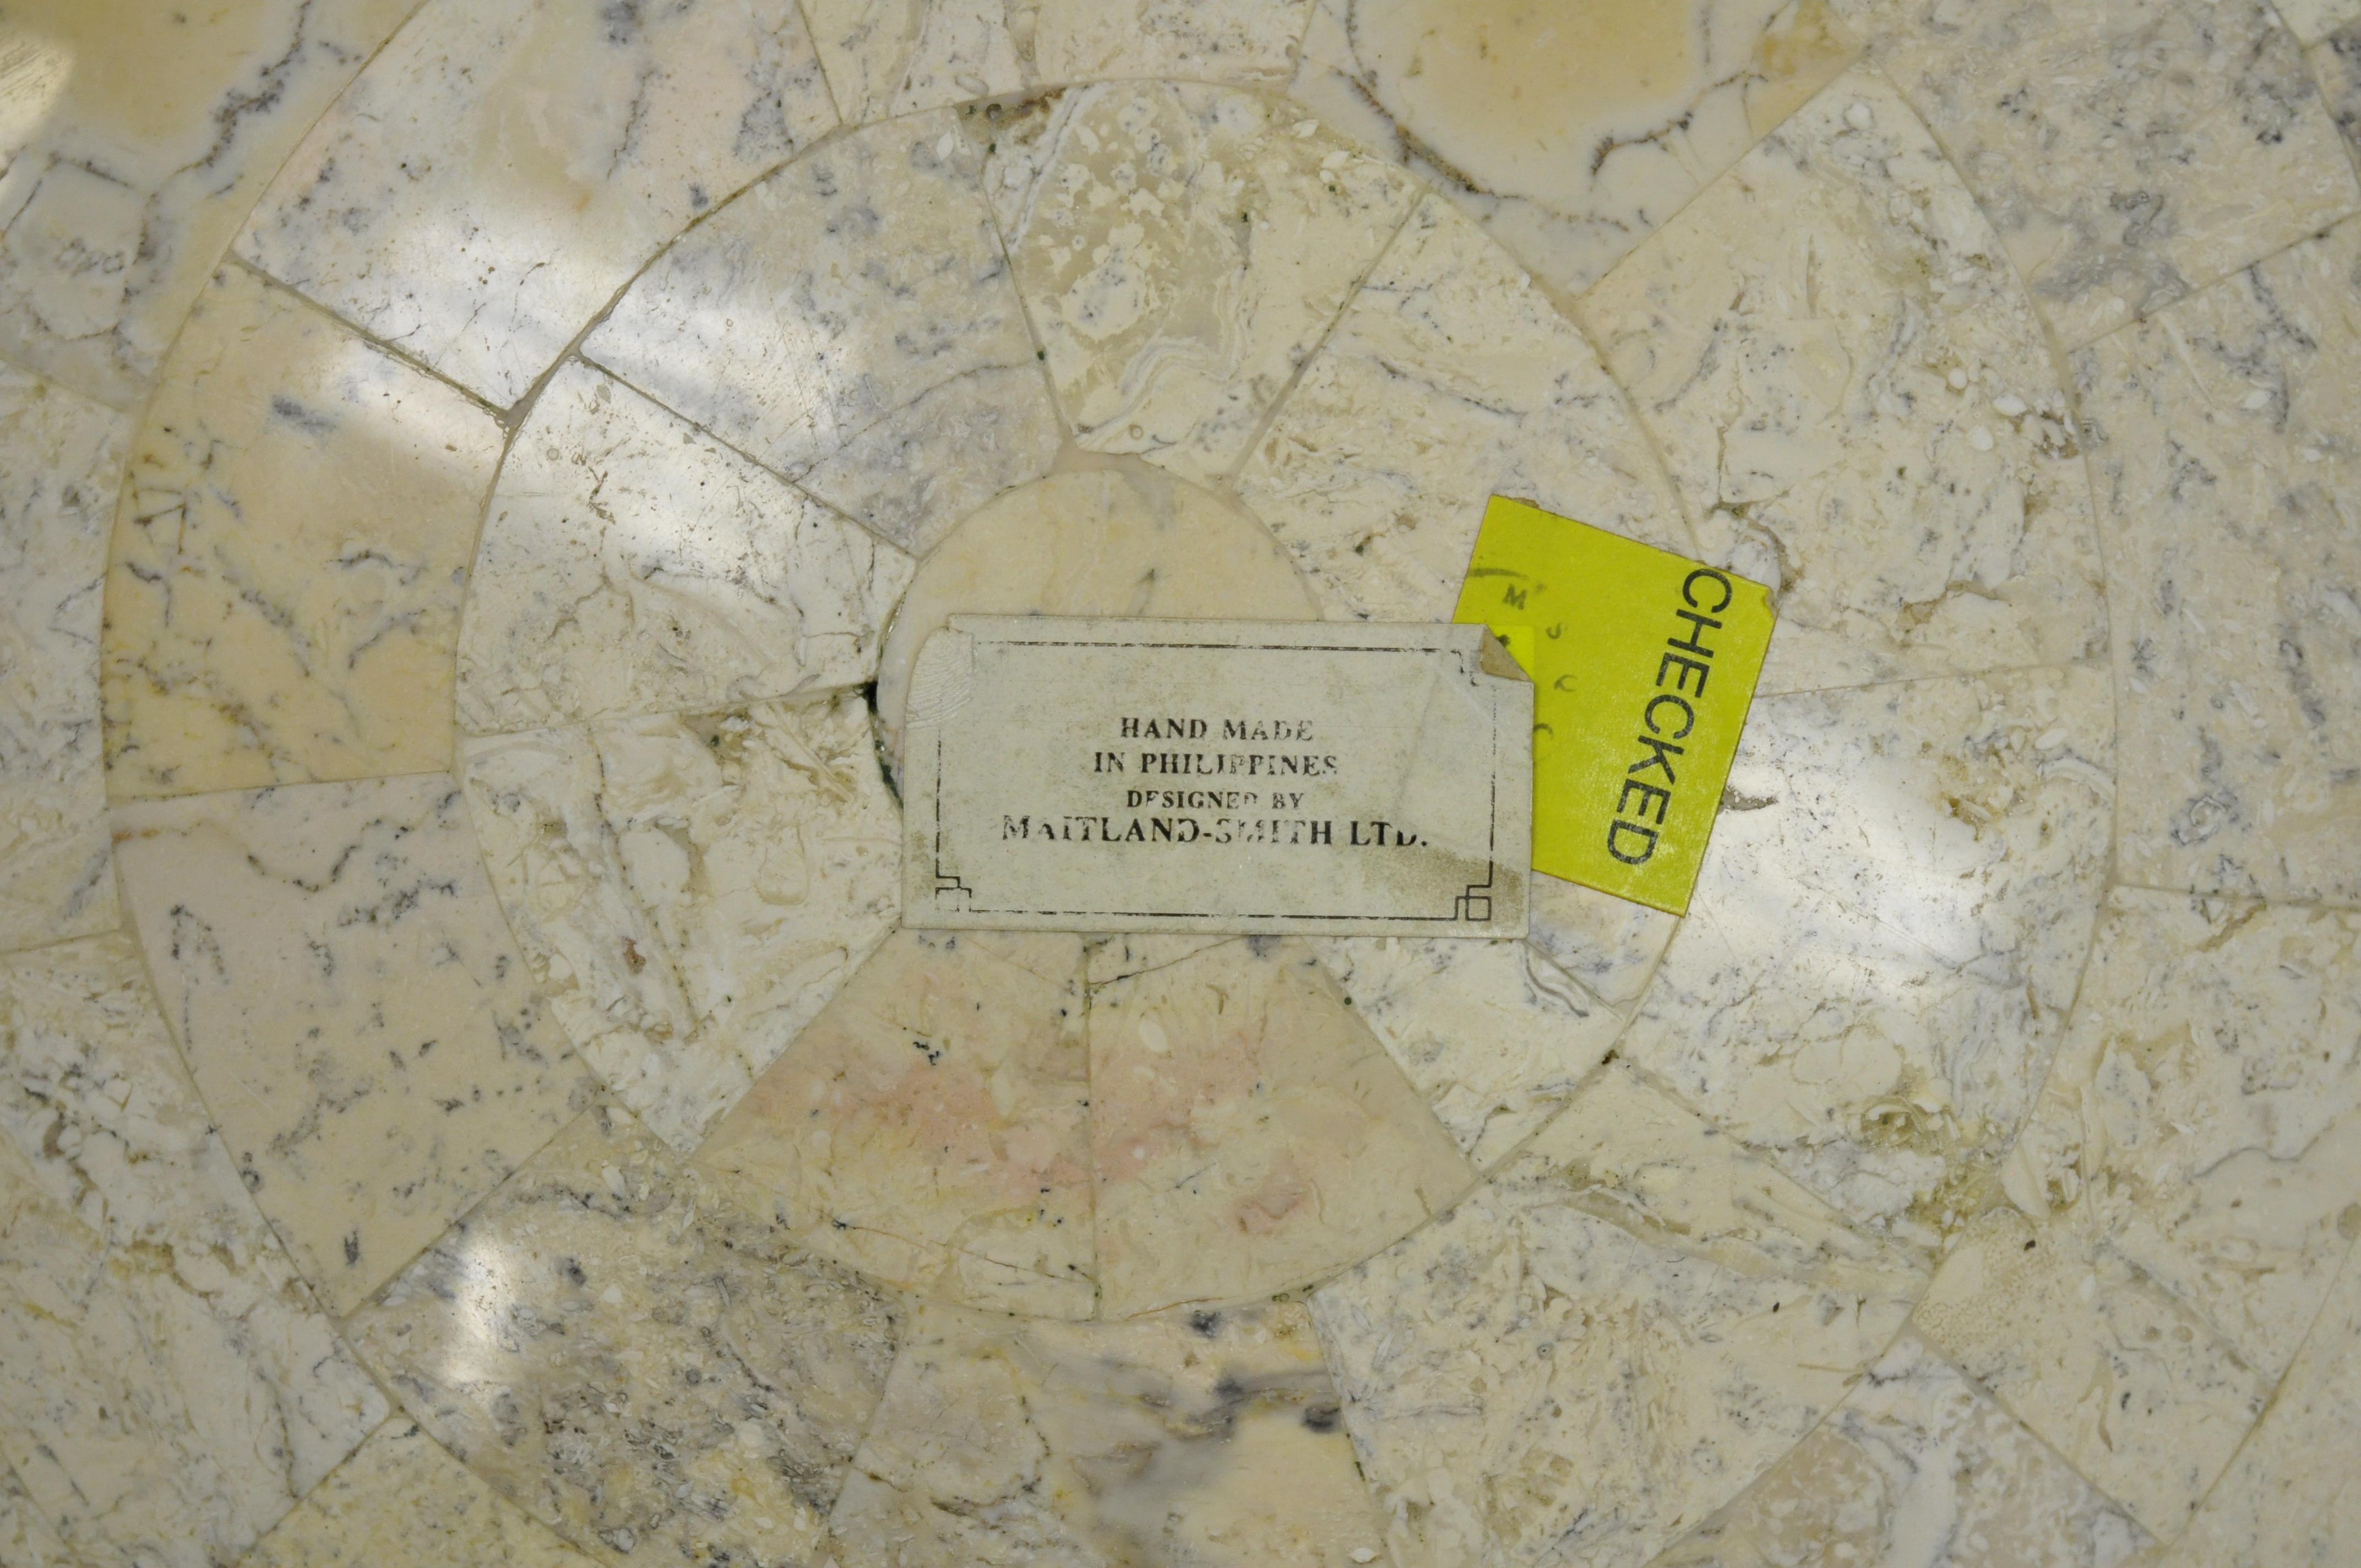 HAND MADE
IN PHILIPPINES
DESIGNED BY
MAITLAND-SMITH LTD.
CHECKED